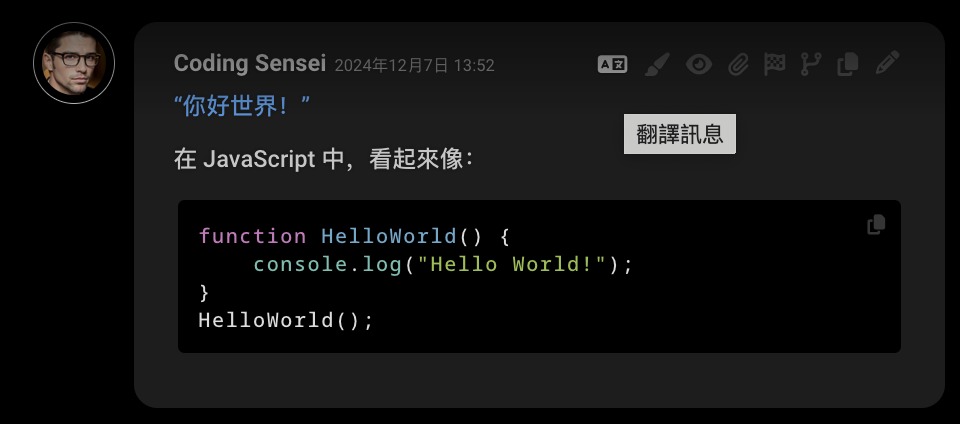 Coding Sensei 2024年12月7日 13:52
“你好世界！”
翻譯訊息
在 JavaScript 中，看起來像：
function HelloWorld() {
    console.log("Hello World!");
}
HelloWorld();